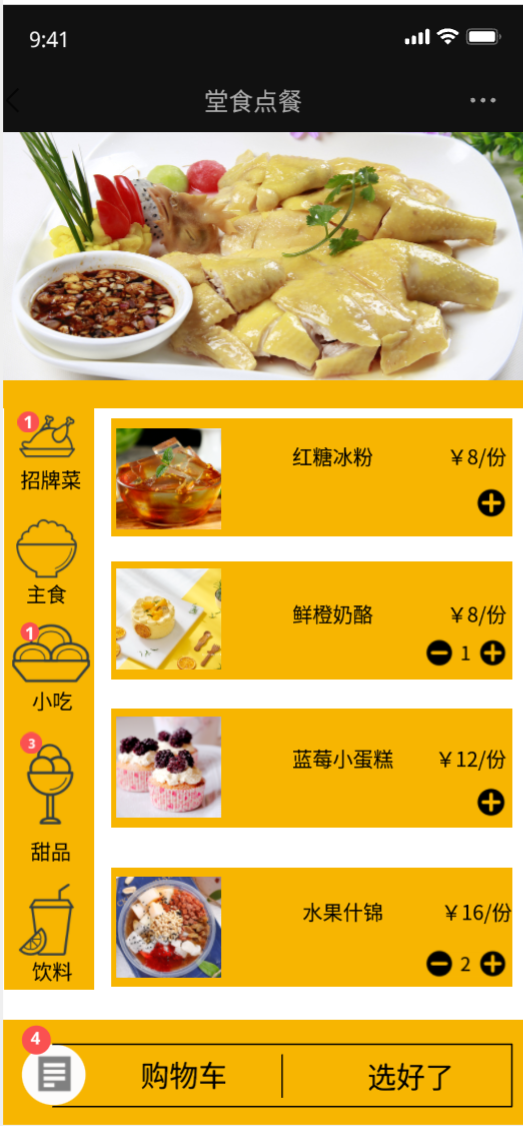 9:41
堂食点餐
1
招牌菜
主食
1
小吃
3
甜品
饮料
红糖冰粉 ￥8/份
鲜橙奶酪 ￥8/份
1
蓝莓小蛋糕 ￥12/份
水果什锦 ￥16/份
2
4
购物车 选好了